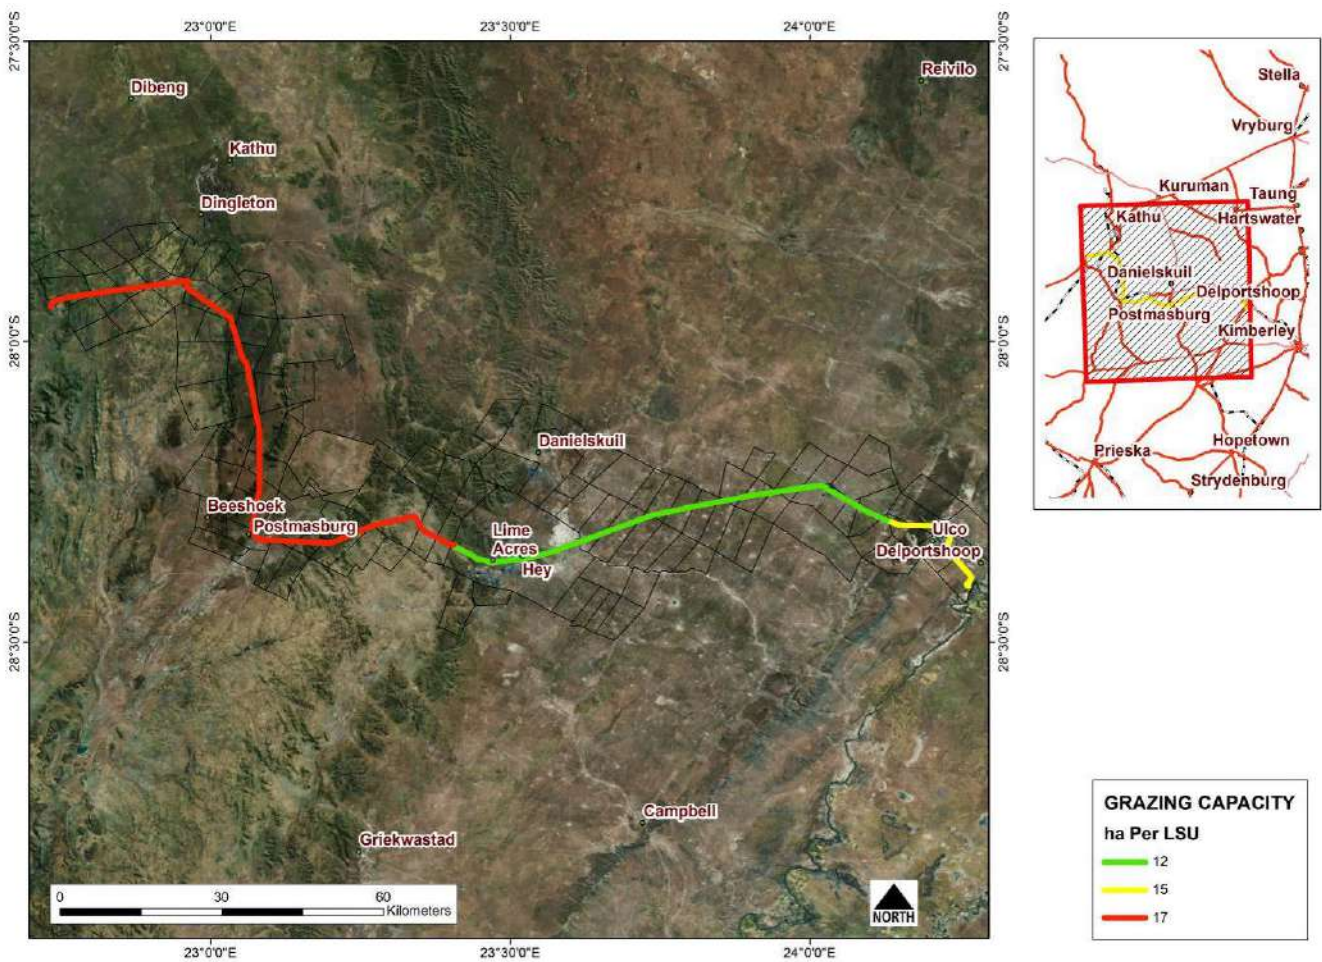 23°0'0"E
23°30'0"E
24°0'0"E
27°30'0"S
27°30'0"S
28°0'0"S
28°0'0"S
28°30'0"S
28°30'0"S
Dibeng
Reivilo
Kathu
Dingleton
Danielskuil
Beeshoek
Postmasburg
Lime
Acres
Hey
Ulco
Delportshoop
Campbell
Griekwastad
0
30
60
Kilometers
NORTH
23°0'0"E
23°30'0"E
24°0'0"E
Stella
Vryburg
Kuruman
Taung
Kathu
Hartswater
Danielskuil
Delportshoop
Postmasburg
Kimberley
Prieska
Hopetown
Strydenburg
GRAZING CAPACITY
ha Per LSU
12
15
17